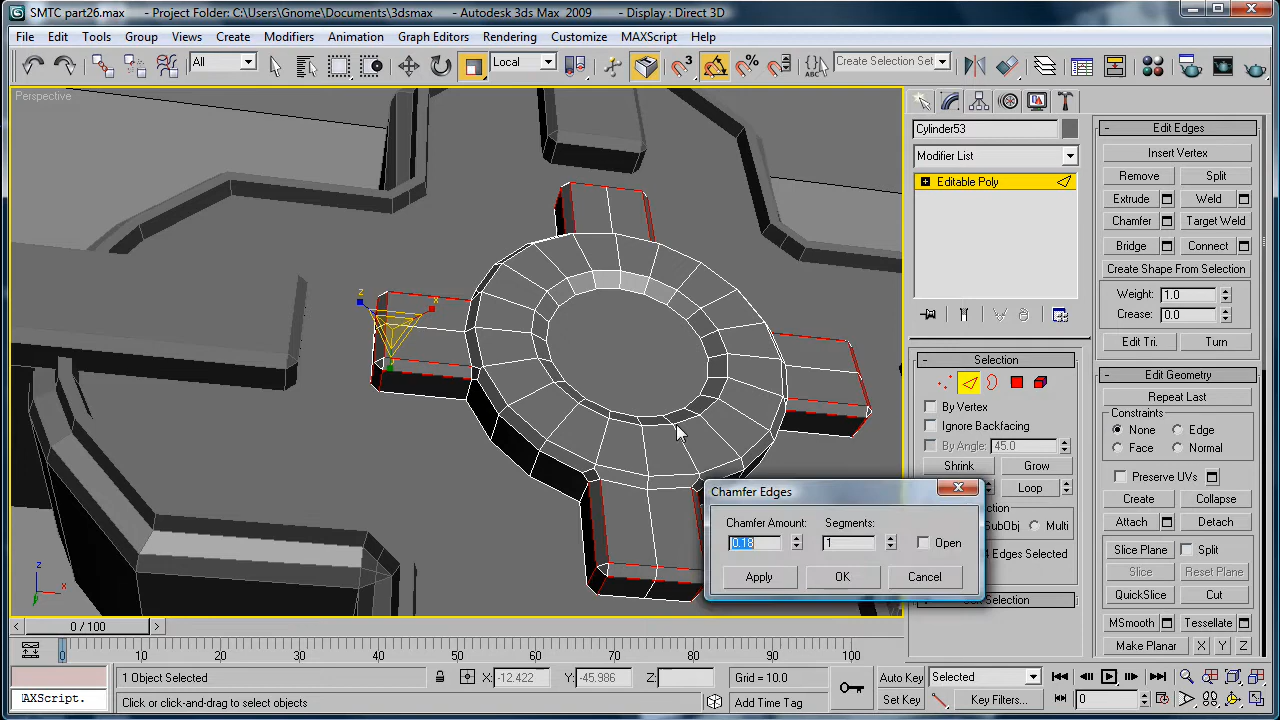 SMTC part26.max - Project Folder: C:\Users\Gnome\Documents\3dsmax - Autodesk 3ds Max 2009 - Display : Direct 3D
File Edit Tools Group Views Create Modifiers Animation Graph Editors Rendering Customize MAXScript Help
All Local 3 % {} ABC Create Selection Set
Perspective
Cylinder53
Modifier List
Editable Poly
Selection
By Vertex
Ignore Backfacing
By Angle: 45.0
Shrink Grow
Loop
SubObj Multi
4 Edges Selected
Selection
Edit Edges
Insert Vertex
Remove Split
Extrude Weld
Chamfer Target Weld
Bridge Connect
Create Shape From Selection
Weight: 1.0
Crease: 0.0
Edit Tri. Turn
Edit Geometry
Repeat Last
Constraints
None Edge
Face Normal
Preserve UVs
Create Collapse
Attach Detach
Slice Plane Split
Slice Reset Plane
QuickSlice Cut
MSmooth Tessellate
Make Planar X Y Z
z x
Chamfer Edges
Chamfer Amount: Segments:
0.18 1 Open
Apply OK Cancel
z x
0 / 100
0 10 20 30 40 50 60 70 80 90 100
1 Object Selected X: -12.422 Y: -45.986 Z: Grid = 10.0 Auto Key Selected
AXScript. Click or click-and-drag to select objects Add Time Tag Set Key Key Filters... 0